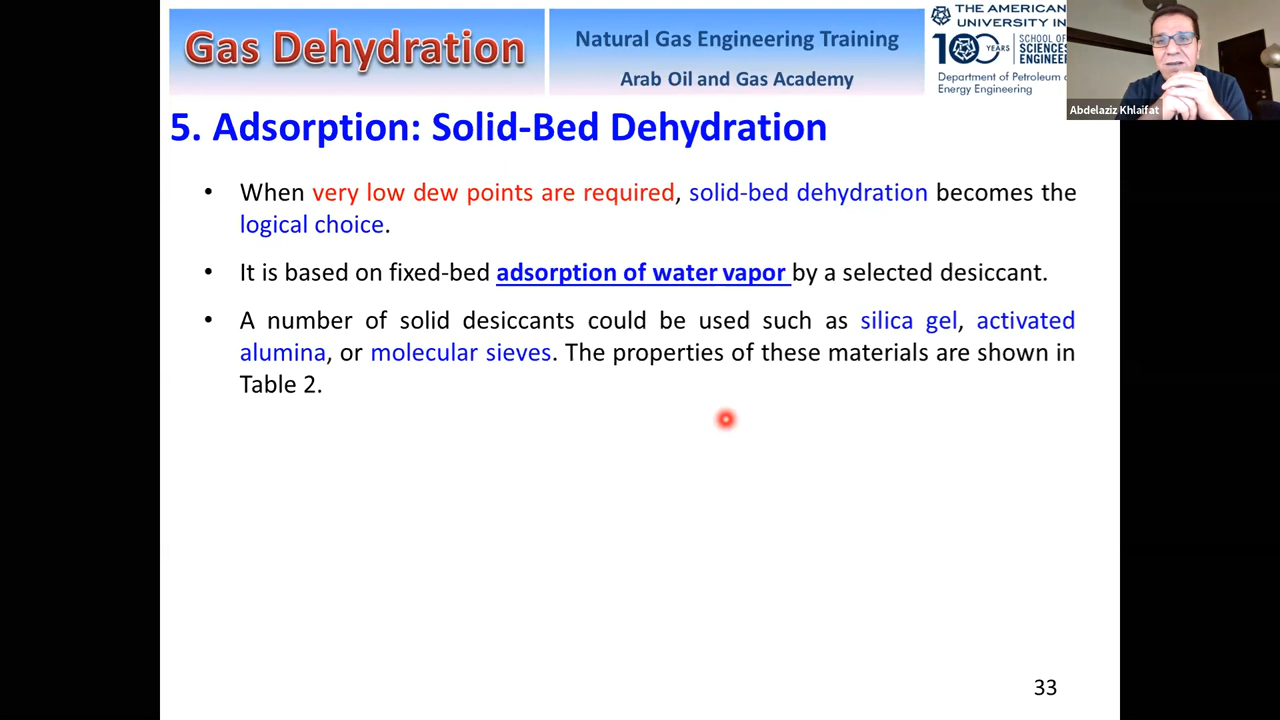 Gas Dehydration
Natural Gas Engineering Training
Arab Oil and Gas Academy
THE AMERICAN
UNIVERSITY IN
100 YEARS
SCHOOL OF
SCIENCES
ENGINEER
Department of Petroleum
Energy Engineering
Abdelaziz Khlaifat
5. Adsorption: Solid-Bed Dehydration
• When very low dew points are required, solid-bed dehydration becomes the
logical choice.
• It is based on fixed-bed adsorption of water vapor by a selected desiccant.
• A number of solid desiccants could be used such as silica gel, activated
alumina, or molecular sieves. The properties of these materials are shown in
Table 2.
33